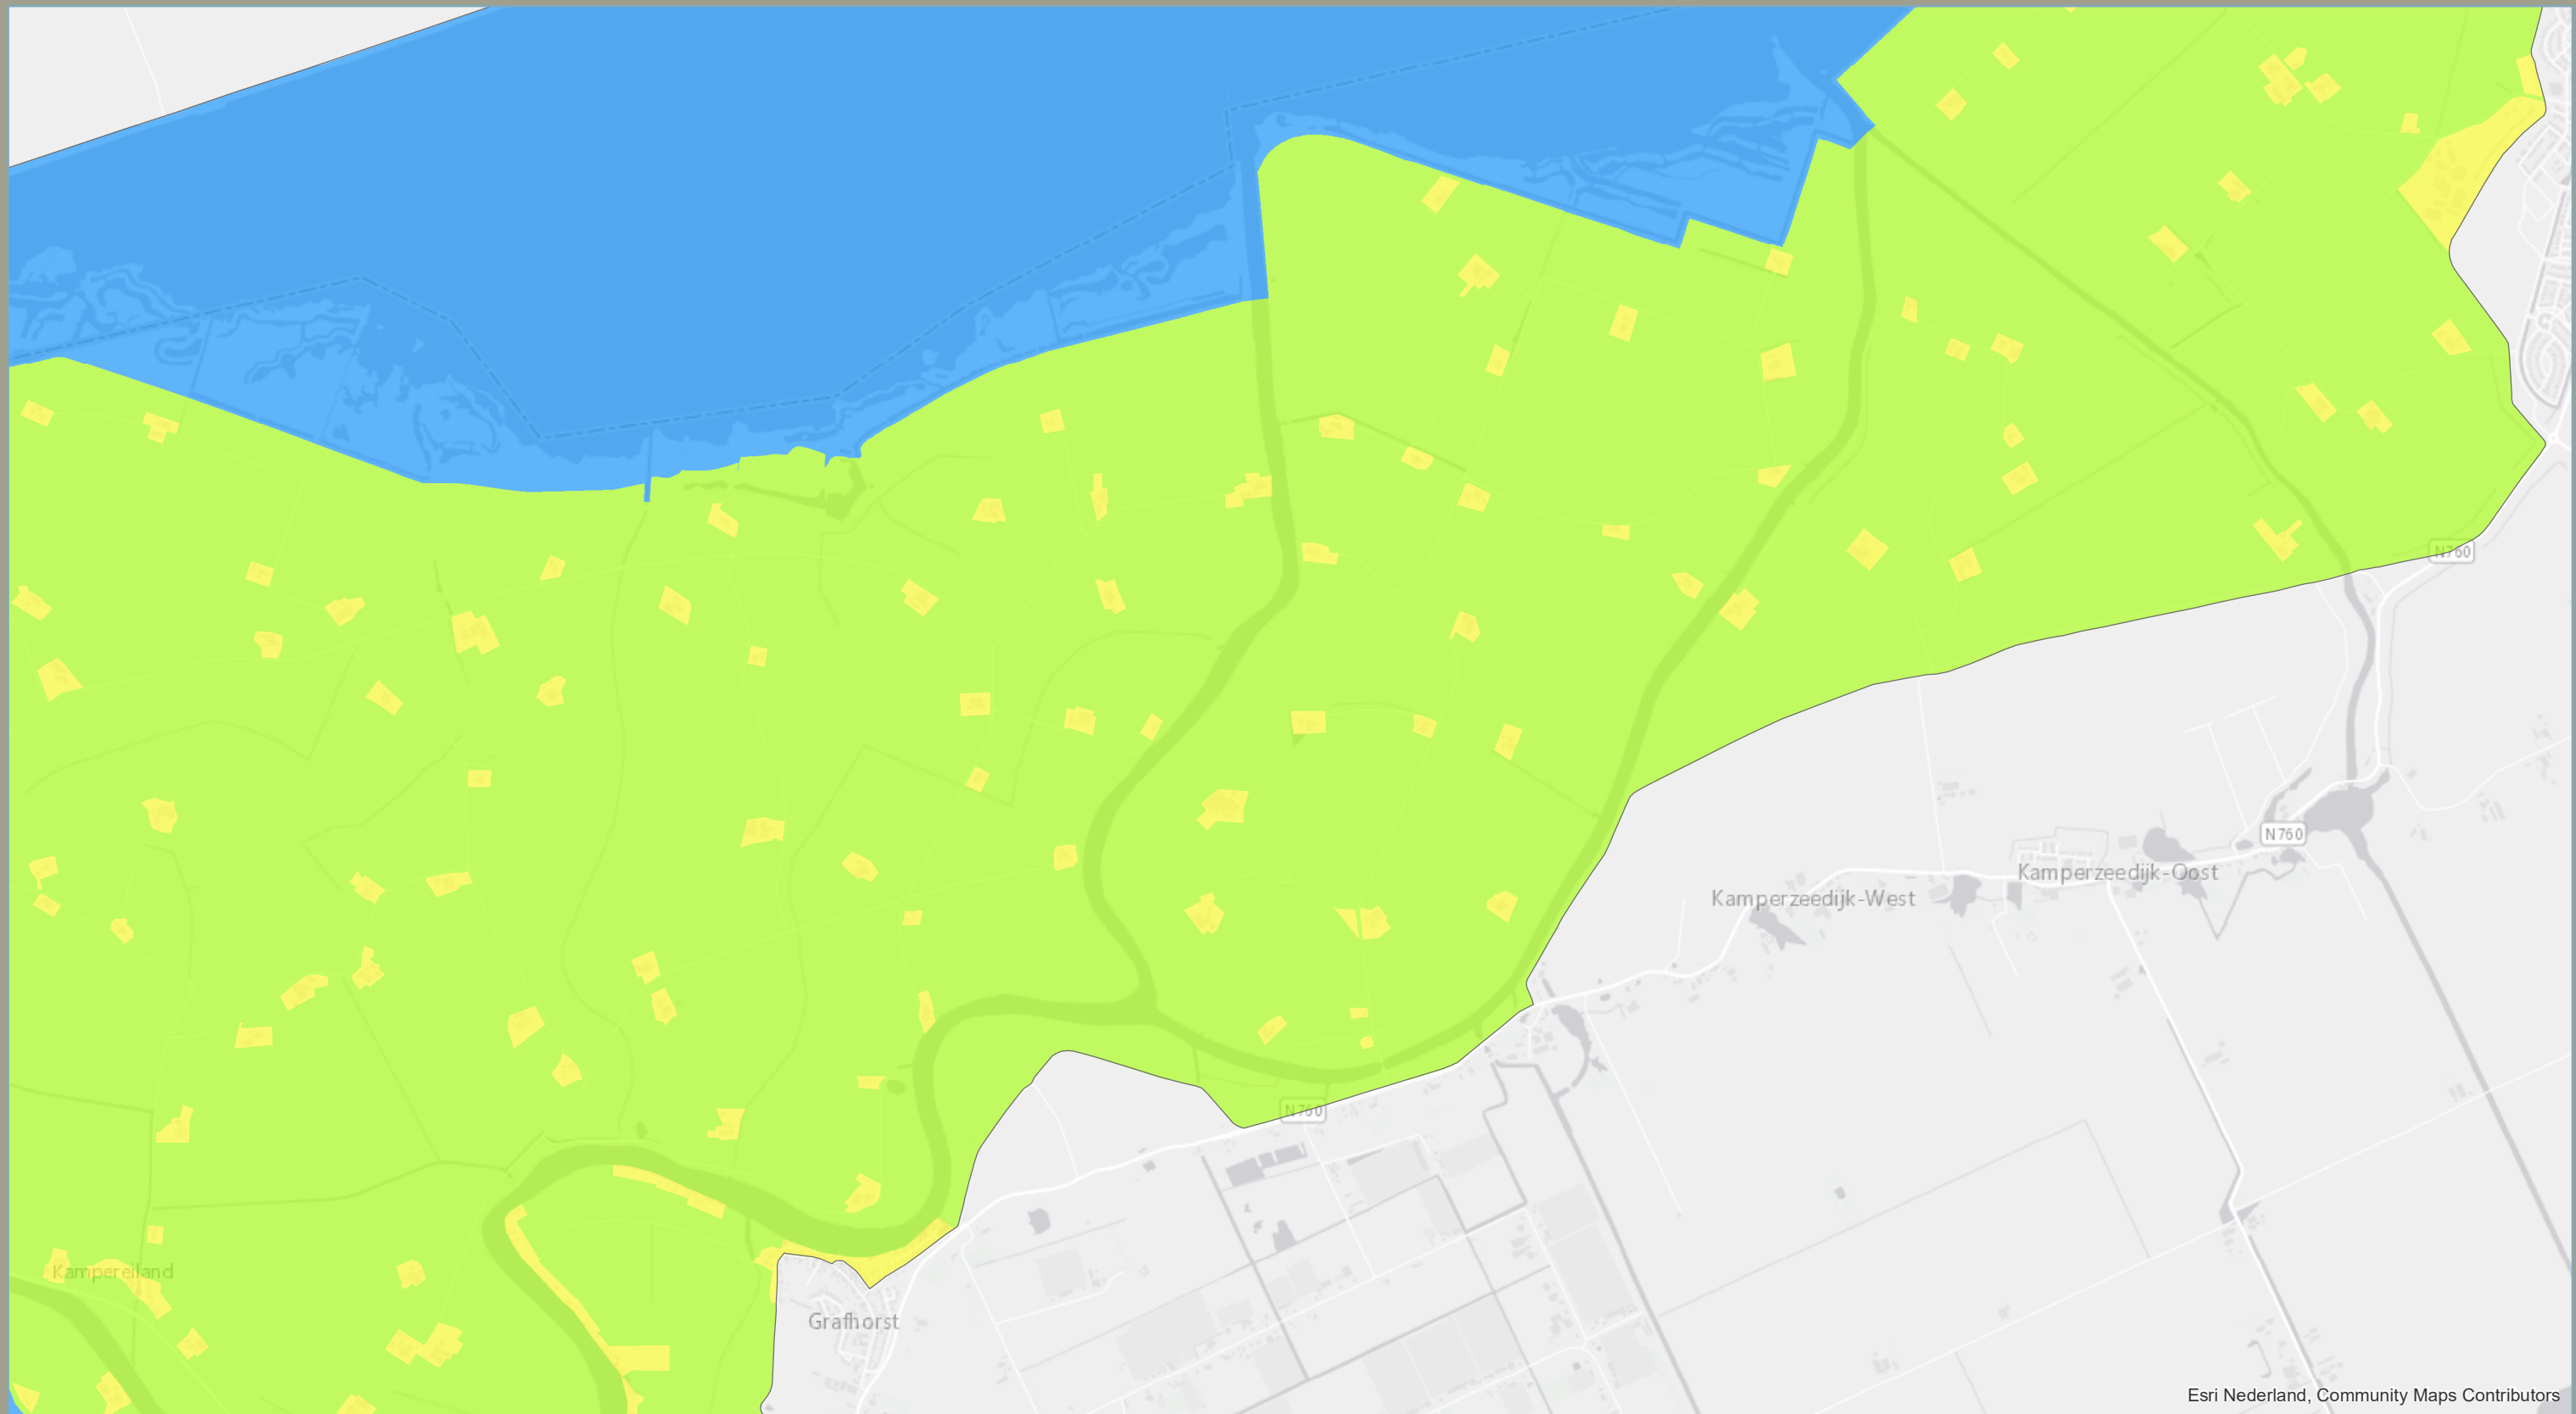 N760
N760
Kamperzeedijk-Oost
Kamperzeedijk-West
N760
Kampereiland
Grafhorst
Esri Nederland, Community Maps Contributors